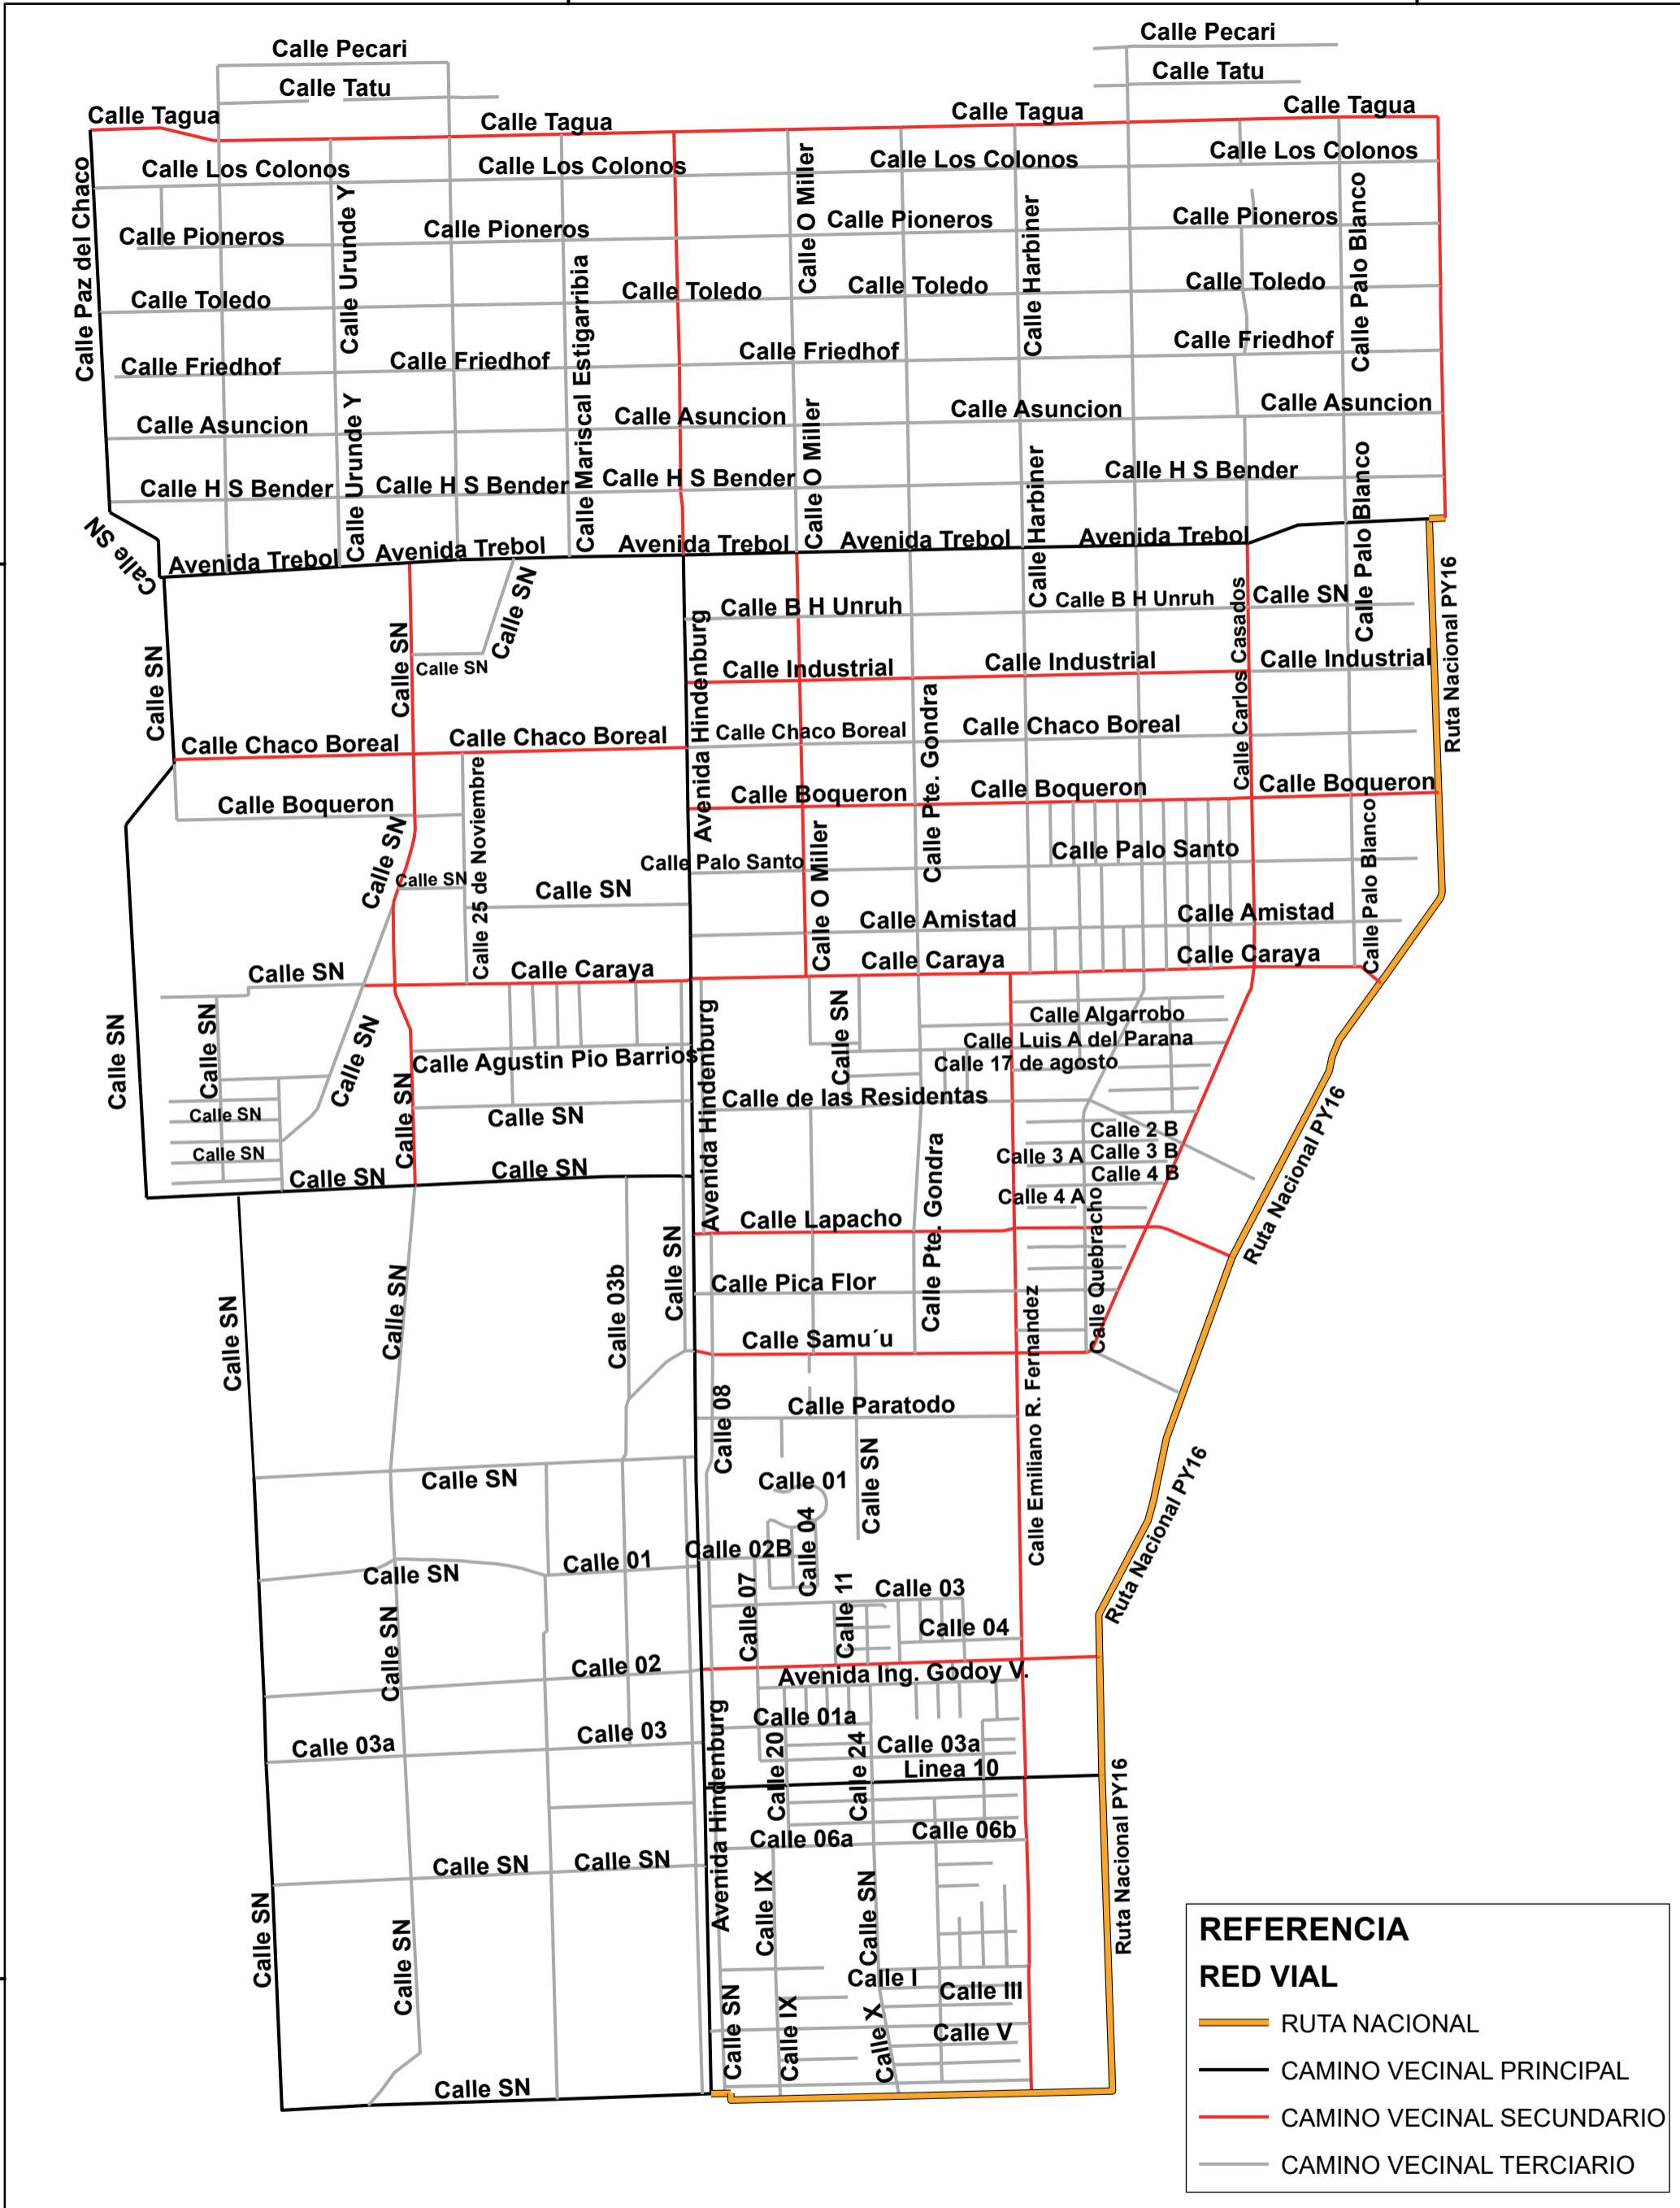 Calle Pecari
Calle Pecari
Calle Tatu
Calle Tatu
Calle Tagua
Calle Tagua
Calle Tagua
Calle Tagua
Calle Los Colonos
Calle Los Colonos
Calle Los Colonos
Calle Los Colonos
Calle Paz del Chaco
Calle Urunde Y
Calle O Miller
Calle Harbiner
Calle Palo Blanco
Calle Pioneros
Calle Pioneros
Calle Pioneros
Calle Pioneros
Calle Mariscal Estigarribia
Calle Toledo
Calle Toledo
Calle Toledo
Calle Toledo
Calle Friedhof
Calle Friedhof
Calle Friedhof
Calle Friedhof
Calle Asuncion
Calle Asuncion
Calle Asuncion
Calle Asuncion
Calle Urunde Y
Calle O Miller
Calle Harbiner
Calle Palo Blanco
Calle H S Bender
Calle H S Bender
Calle H S Bender
Calle H S Bender
Calle SN
Avenida Trebol
Avenida Trebol
Avenida Trebol
Avenida Trebol
Avenida Trebol
Calle SN
Calle SN
Calle SN
Calle SN
Avenida Hindenburg
Calle B H Unruh
Calle B H Unruh
Calle SN
Calle Carlos Casados
Ruta Nacional PY16
Calle Industrial
Calle Industrial
Calle Industrial
Calle Pte. Gondra
Calle Chaco Boreal
Calle Chaco Boreal
Calle Chaco Boreal
Calle Chaco Boreal
Calle Boqueron
Calle Boqueron
Calle Boqueron
Calle Boqueron
Calle 25 de Noviembre
Calle SN
Calle SN
Calle SN
Calle Palo Santo
Calle Palo Santo
Calle O Miller
Calle Palo Blanco
Calle Amistad
Calle Amistad
Calle SN
Calle Caraya
Calle Caraya
Calle Caraya
Calle SN
Calle SN
Calle SN
Calle SN
Calle Agustin Pio Barrios
Avenida Hindenburg
Calle SN
Calle Algarrobo
Calle Luis A del Parana
Calle 17 de agosto
Calle de las Residentas
Calle SN
Calle SN
Calle SN
Calle SN
Calle SN
Calle 2 B
Calle 3 A
Calle 3 B
Calle 4 B
Calle 4 A
Ruta Nacional PY16
Calle SN
Calle Pte. Gondra
Calle Quebracho
Calle Lapacho
Calle SN
Calle SN
Calle 03b
Calle SN
Calle Pica Flor
Calle Samu´u
Calle Emiliano R. Fernandez
Calle 08
Calle Paratodo
Calle SN
Calle SN
Calle 01
Ruta Nacional PY16
Calle 04
Calle 02B
Calle SN
Calle 01
Calle 07
Calle 11
Calle 03
Calle 04
Calle SN
Calle 02
Avenida Ing. Godoy V.
Avenida Hindenburg
Calle 01a
Calle 20
Calle 24
Calle 03a
Calle 03
Calle 03a
Linea 10
Ruta Nacional PY16
Calle 06a
Calle 06b
Calle SN
Calle SN
Calle IX
Calle SN
Calle SN
Calle SN
Calle I
Calle III
Calle SN
Calle IX
Calle X
Calle V
Calle SN
REFERENCIA
RED VIAL
RUTA NACIONAL
CAMINO VECINAL PRINCIPAL
CAMINO VECINAL SECUNDARIO
CAMINO VECINAL TERCIARIO